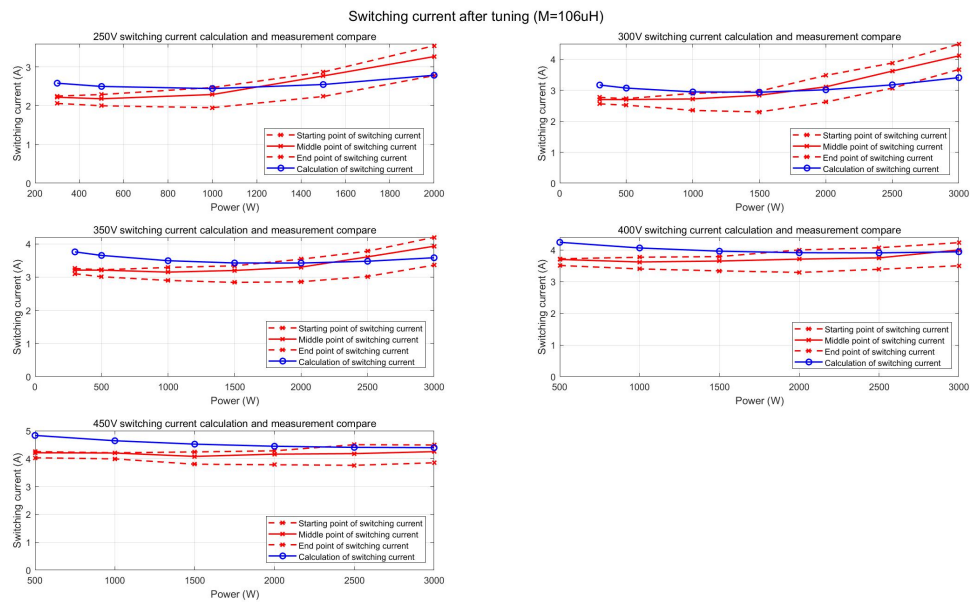 Switching current after tuning (M=106uH)
250V switching current calculation and measurement compare
Switching current (A)
3
2
1
0
200 400 600 800 1000 1200 1400 1600 1800 2000
Power (W)
Starting point of switching current
Middle point of switching current
End point of switching current
Calculation of switching current
300V switching current calculation and measurement compare
Switching current (A)
4
3
2
1
0
0 500 1000 1500 2000 2500 3000
Power (W)
Starting point of switching current
Middle point of switching current
End point of switching current
Calculation of switching current
350V switching current calculation and measurement compare
Switching current (A)
4
3
2
1
0
0 500 1000 1500 2000 2500 3000
Power (W)
Starting point of switching current
Middle point of switching current
End point of switching current
Calculation of switching current
400V switching current calculation and measurement compare
Switching current (A)
4
3
2
1
0
500 1000 1500 2000 2500 3000
Power (W)
Starting point of switching current
Middle point of switching current
End point of switching current
Calculation of switching current
450V switching current calculation and measurement compare
Switching current (A)
5
4
3
2
1
0
500 1000 1500 2000 2500 3000
Power (W)
Starting point of switching current
Middle point of switching current
End point of switching current
Calculation of switching current